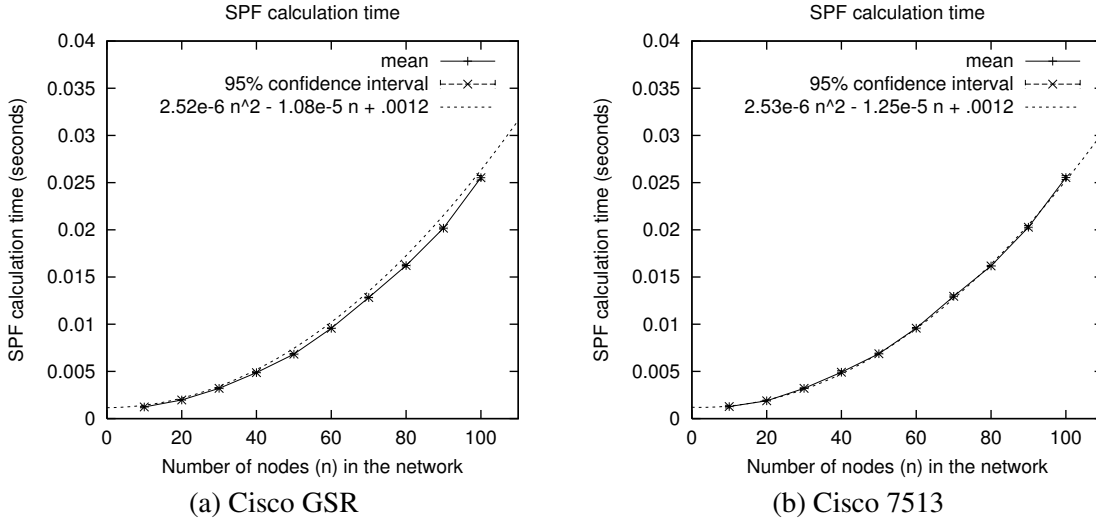 SPF calculation time
0.04
0.035
0.03
0.025
0.02
0.015
0.01
0.005
0
SPF calculation time (seconds)
mean
95% confidence interval
2.52e-6 n^2 - 1.08e-5 n + .0012
0 20 40 60 80 100
Number of nodes (n) in the network
(a) Cisco GSR
SPF calculation time
0.04
0.035
0.03
0.025
0.02
0.015
0.01
0.005
0
SPF calculation time (seconds)
mean
95% confidence interval
2.53e-6 n^2 - 1.25e-5 n + .0012
0 20 40 60 80 100
Number of nodes (n) in the network
(b) Cisco 7513